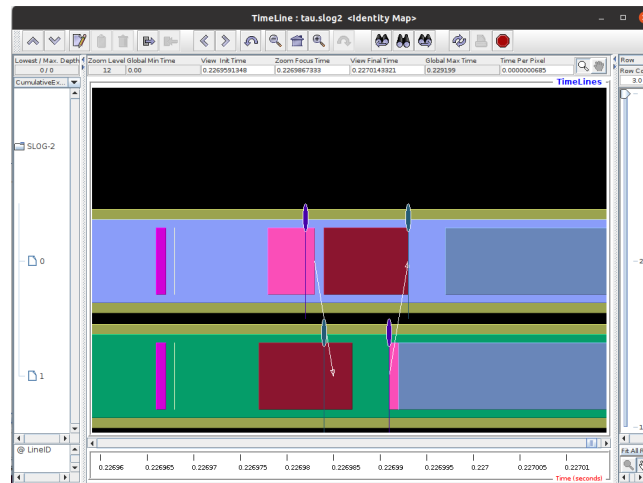 TimeLine : tau.slog2 <Identity Map>
Lowest / Max. Depth
0 / 0
Zoom Level Global Min Time View Init Time Zoom Focus Time View Final Time Global Max Time Time Per Pixel
12 0.00 0.2269591348 0.2269867333 0.2270143321 0.229199 0.0000000685
Row
Row Co
3.0
CumulativeEx...
TimeLines
SLOG-2
0
1
@ LineID
0.22696 0.226965 0.22697 0.226975 0.22698 0.226985 0.22699 0.226995 0.227 0.227005 0.22701
Time (seconds)
Fit All R